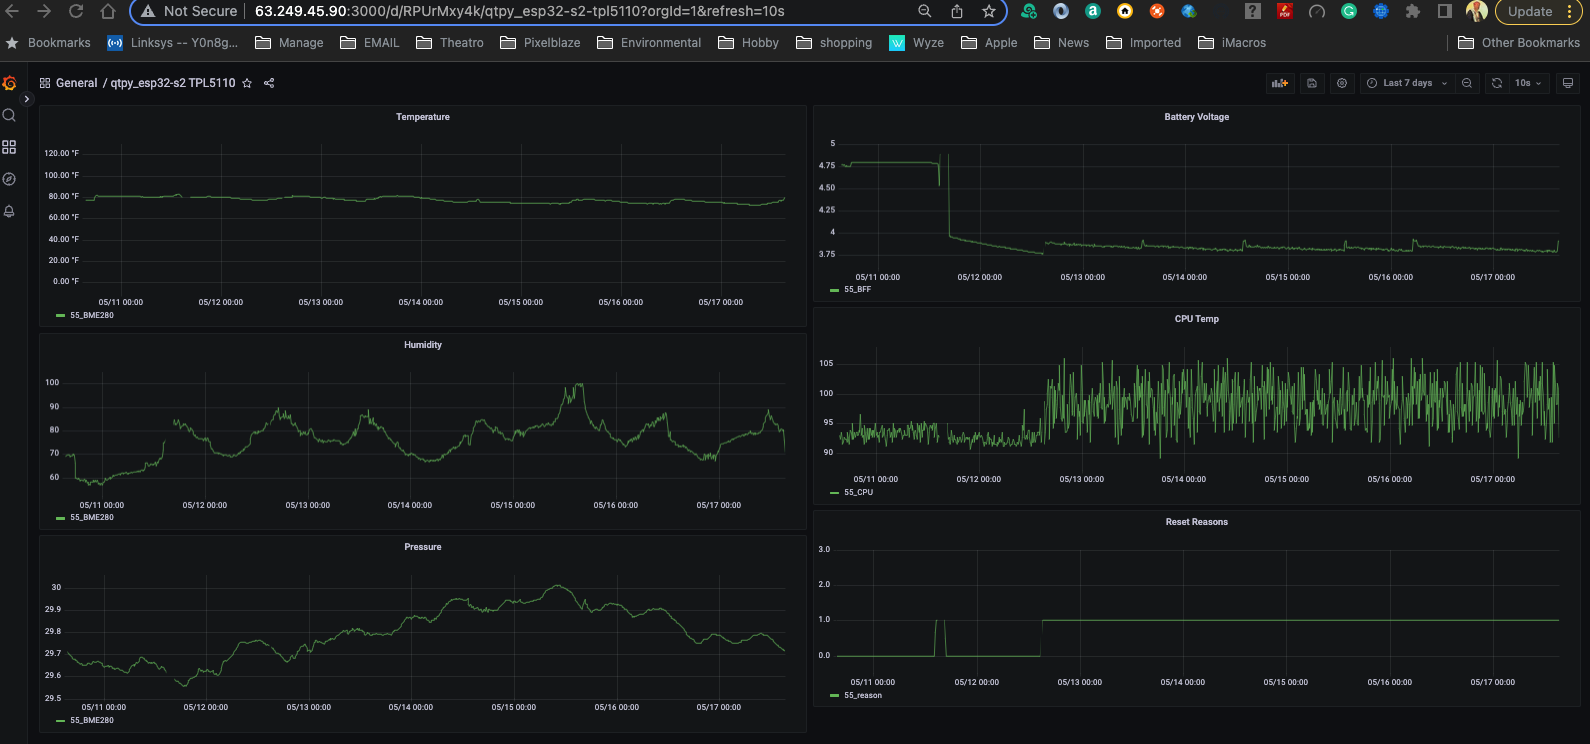 Not Secure | 63.249.45.90:3000/d/RPUrMxy4k/qtpy_esp32-s2-tpl5110?orgId=1&refresh=10s
Update
Bookmarks Linksys -- Y0n8g... Manage EMAIL Theatro Pixelblaze Environmental Hobby shopping Wyze Apple News Imported iMacros Other Bookmarks
General / qtpy_esp32-s2 TPL5110
Last 7 days 10s
Temperature
120.00 °F
100.00 °F
80.00 °F
60.00 °F
40.00 °F
20.00 °F
0.00 °F
05/11 00:00 05/12 00:00 05/13 00:00 05/14 00:00 05/15 00:00 05/16 00:00 05/17 00:00
55_BME280
Humidity
100
90
80
70
60
05/11 00:00 05/12 00:00 05/13 00:00 05/14 00:00 05/15 00:00 05/16 00:00 05/17 00:00
55_BME280
Pressure
30
29.9
29.8
29.7
29.6
29.5
05/11 00:00 05/12 00:00 05/13 00:00 05/14 00:00 05/15 00:00 05/16 00:00 05/17 00:00
55_BME280
Battery Voltage
5
4.75
4.50
4.25
4
3.75
05/11 00:00 05/12 00:00 05/13 00:00 05/14 00:00 05/15 00:00 05/16 00:00 05/17 00:00
55_BFF
CPU Temp
105
100
95
90
05/11 00:00 05/12 00:00 05/13 00:00 05/14 00:00 05/15 00:00 05/16 00:00 05/17 00:00
55_CPU
Reset Reasons
3.0
2.0
1.0
0.0
05/11 00:00 05/12 00:00 05/13 00:00 05/14 00:00 05/15 00:00 05/16 00:00 05/17 00:00
55_reason